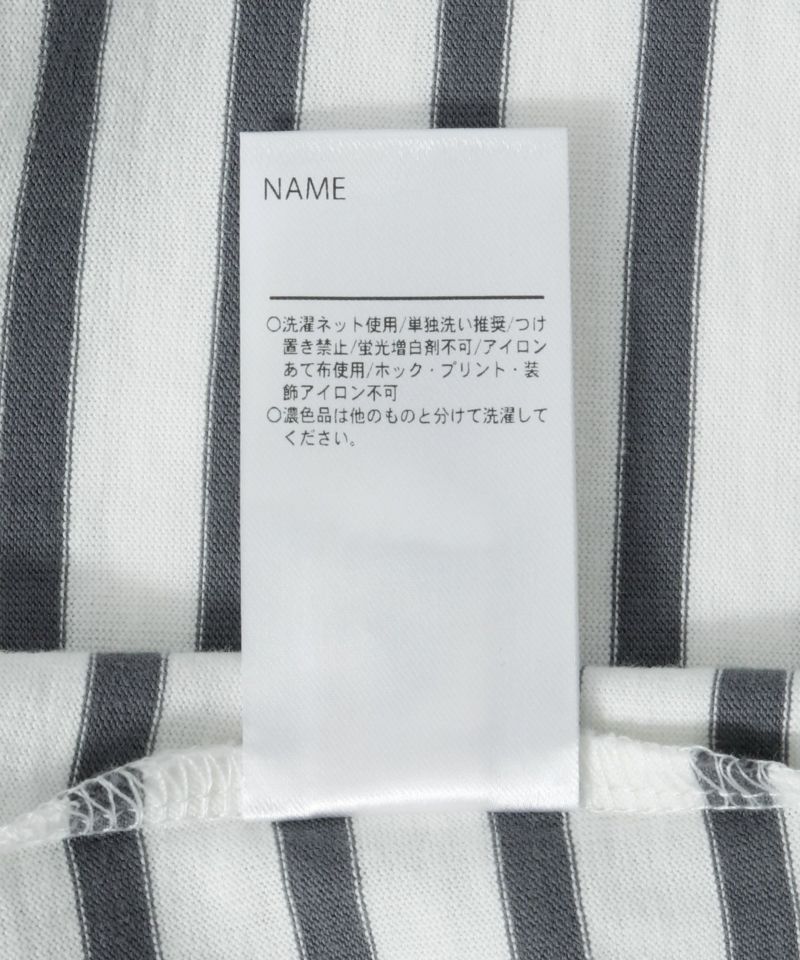 NAME
○洗濯ネット使用/単独洗い推奨/つけ
置き禁止/蛍光増白剤不可/アイロン
あて布使用/ホック・プリント・装
飾アイロン不可
○濃色品は他のものと分けて洗濯して
ください。